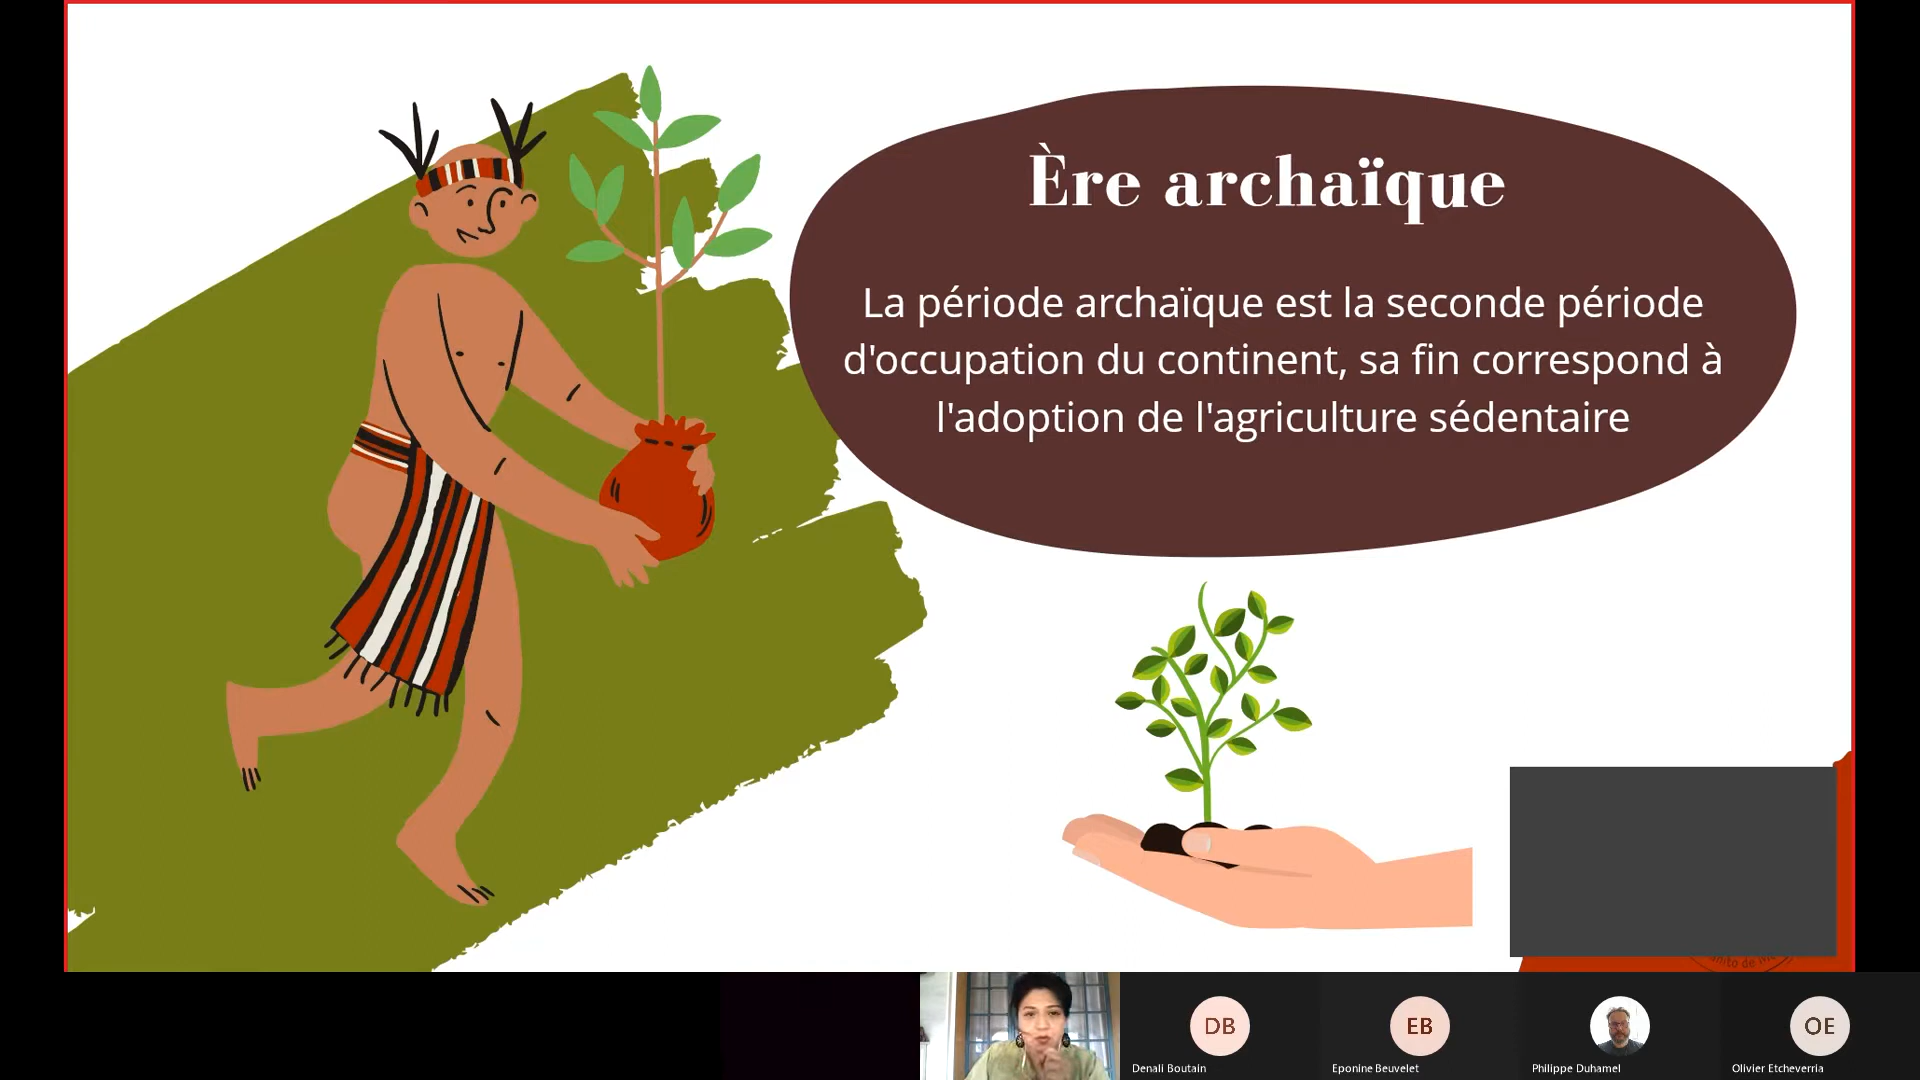 Ère archaïque
La période archaïque est la seconde période
d'occupation du continent, sa fin correspond à
l'adoption de l'agriculture sédentaire
DB
EB
OE
Denali Boutain
Eponine Beuvelet
Philippe Duhamel
Olivier Etcheverria